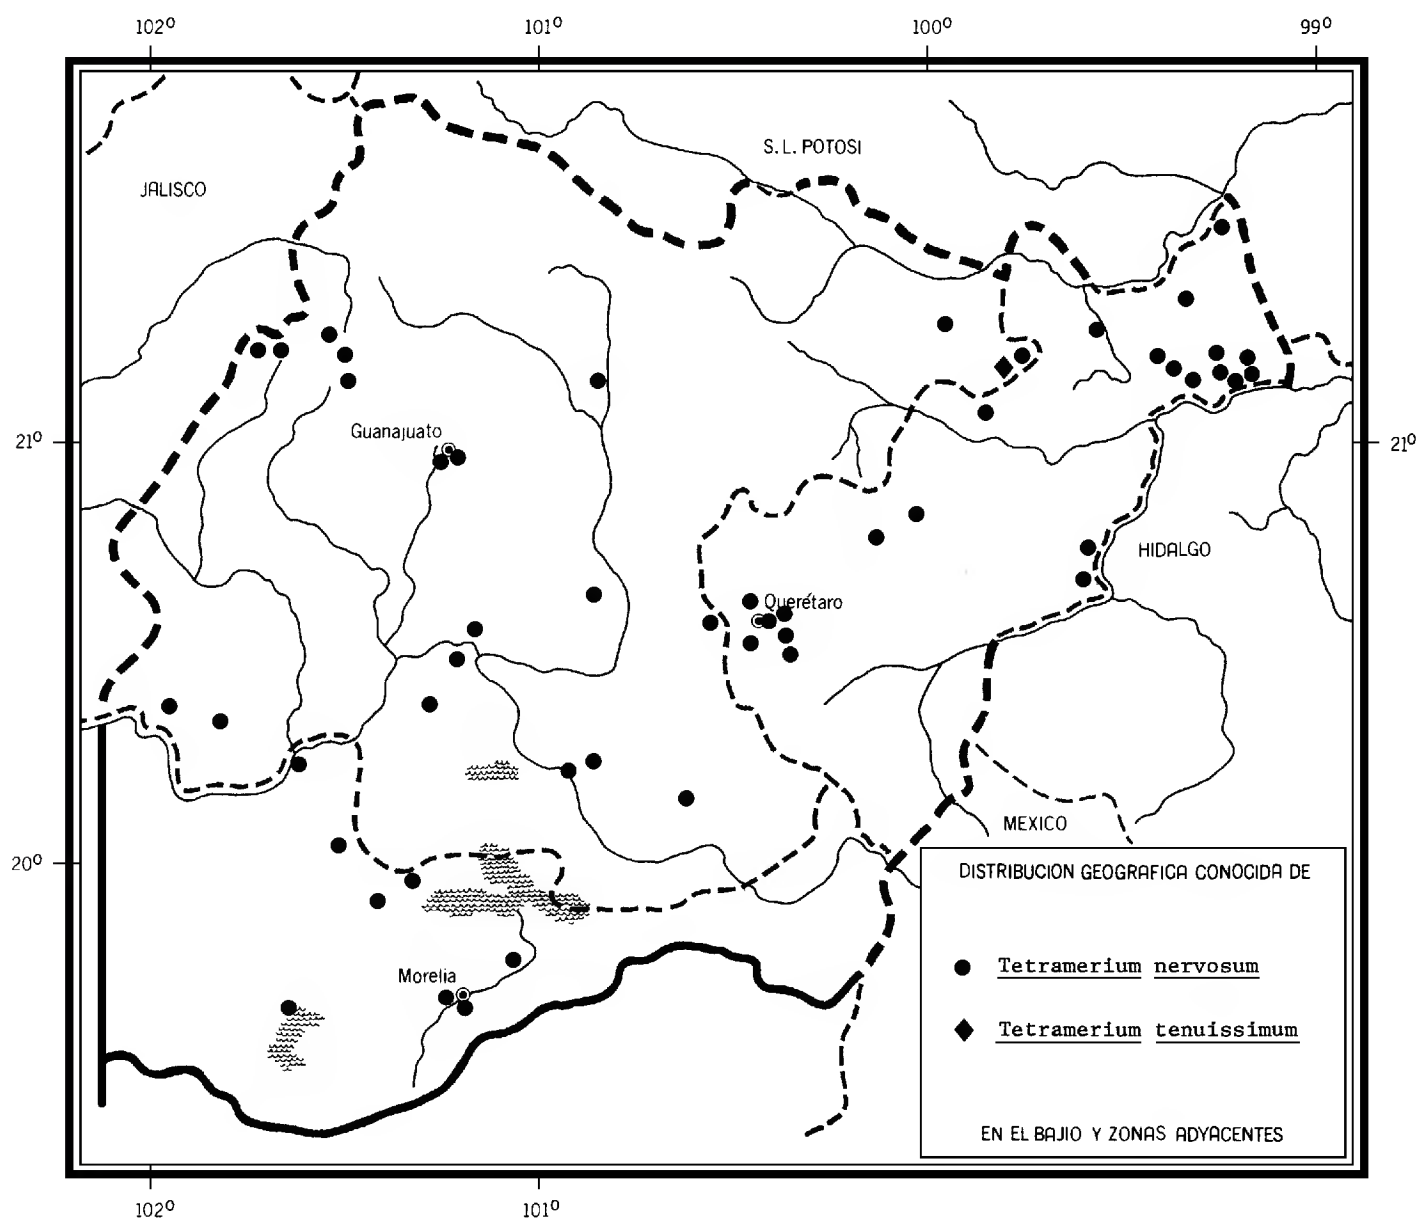 102º 101º 100º 99º
S.L. POTOSI
JALISCO
Guanajuato
21º 21º
HIDALGO
Querétaro
MEXICO
20º
DISTRIBUCION GEOGRAFICA CONOCIDA DE
Tetramerium nervosum
Morelia
Tetramerium tenuissimum
EN EL BAJIO Y ZONAS ADYACENTES
102º 101º